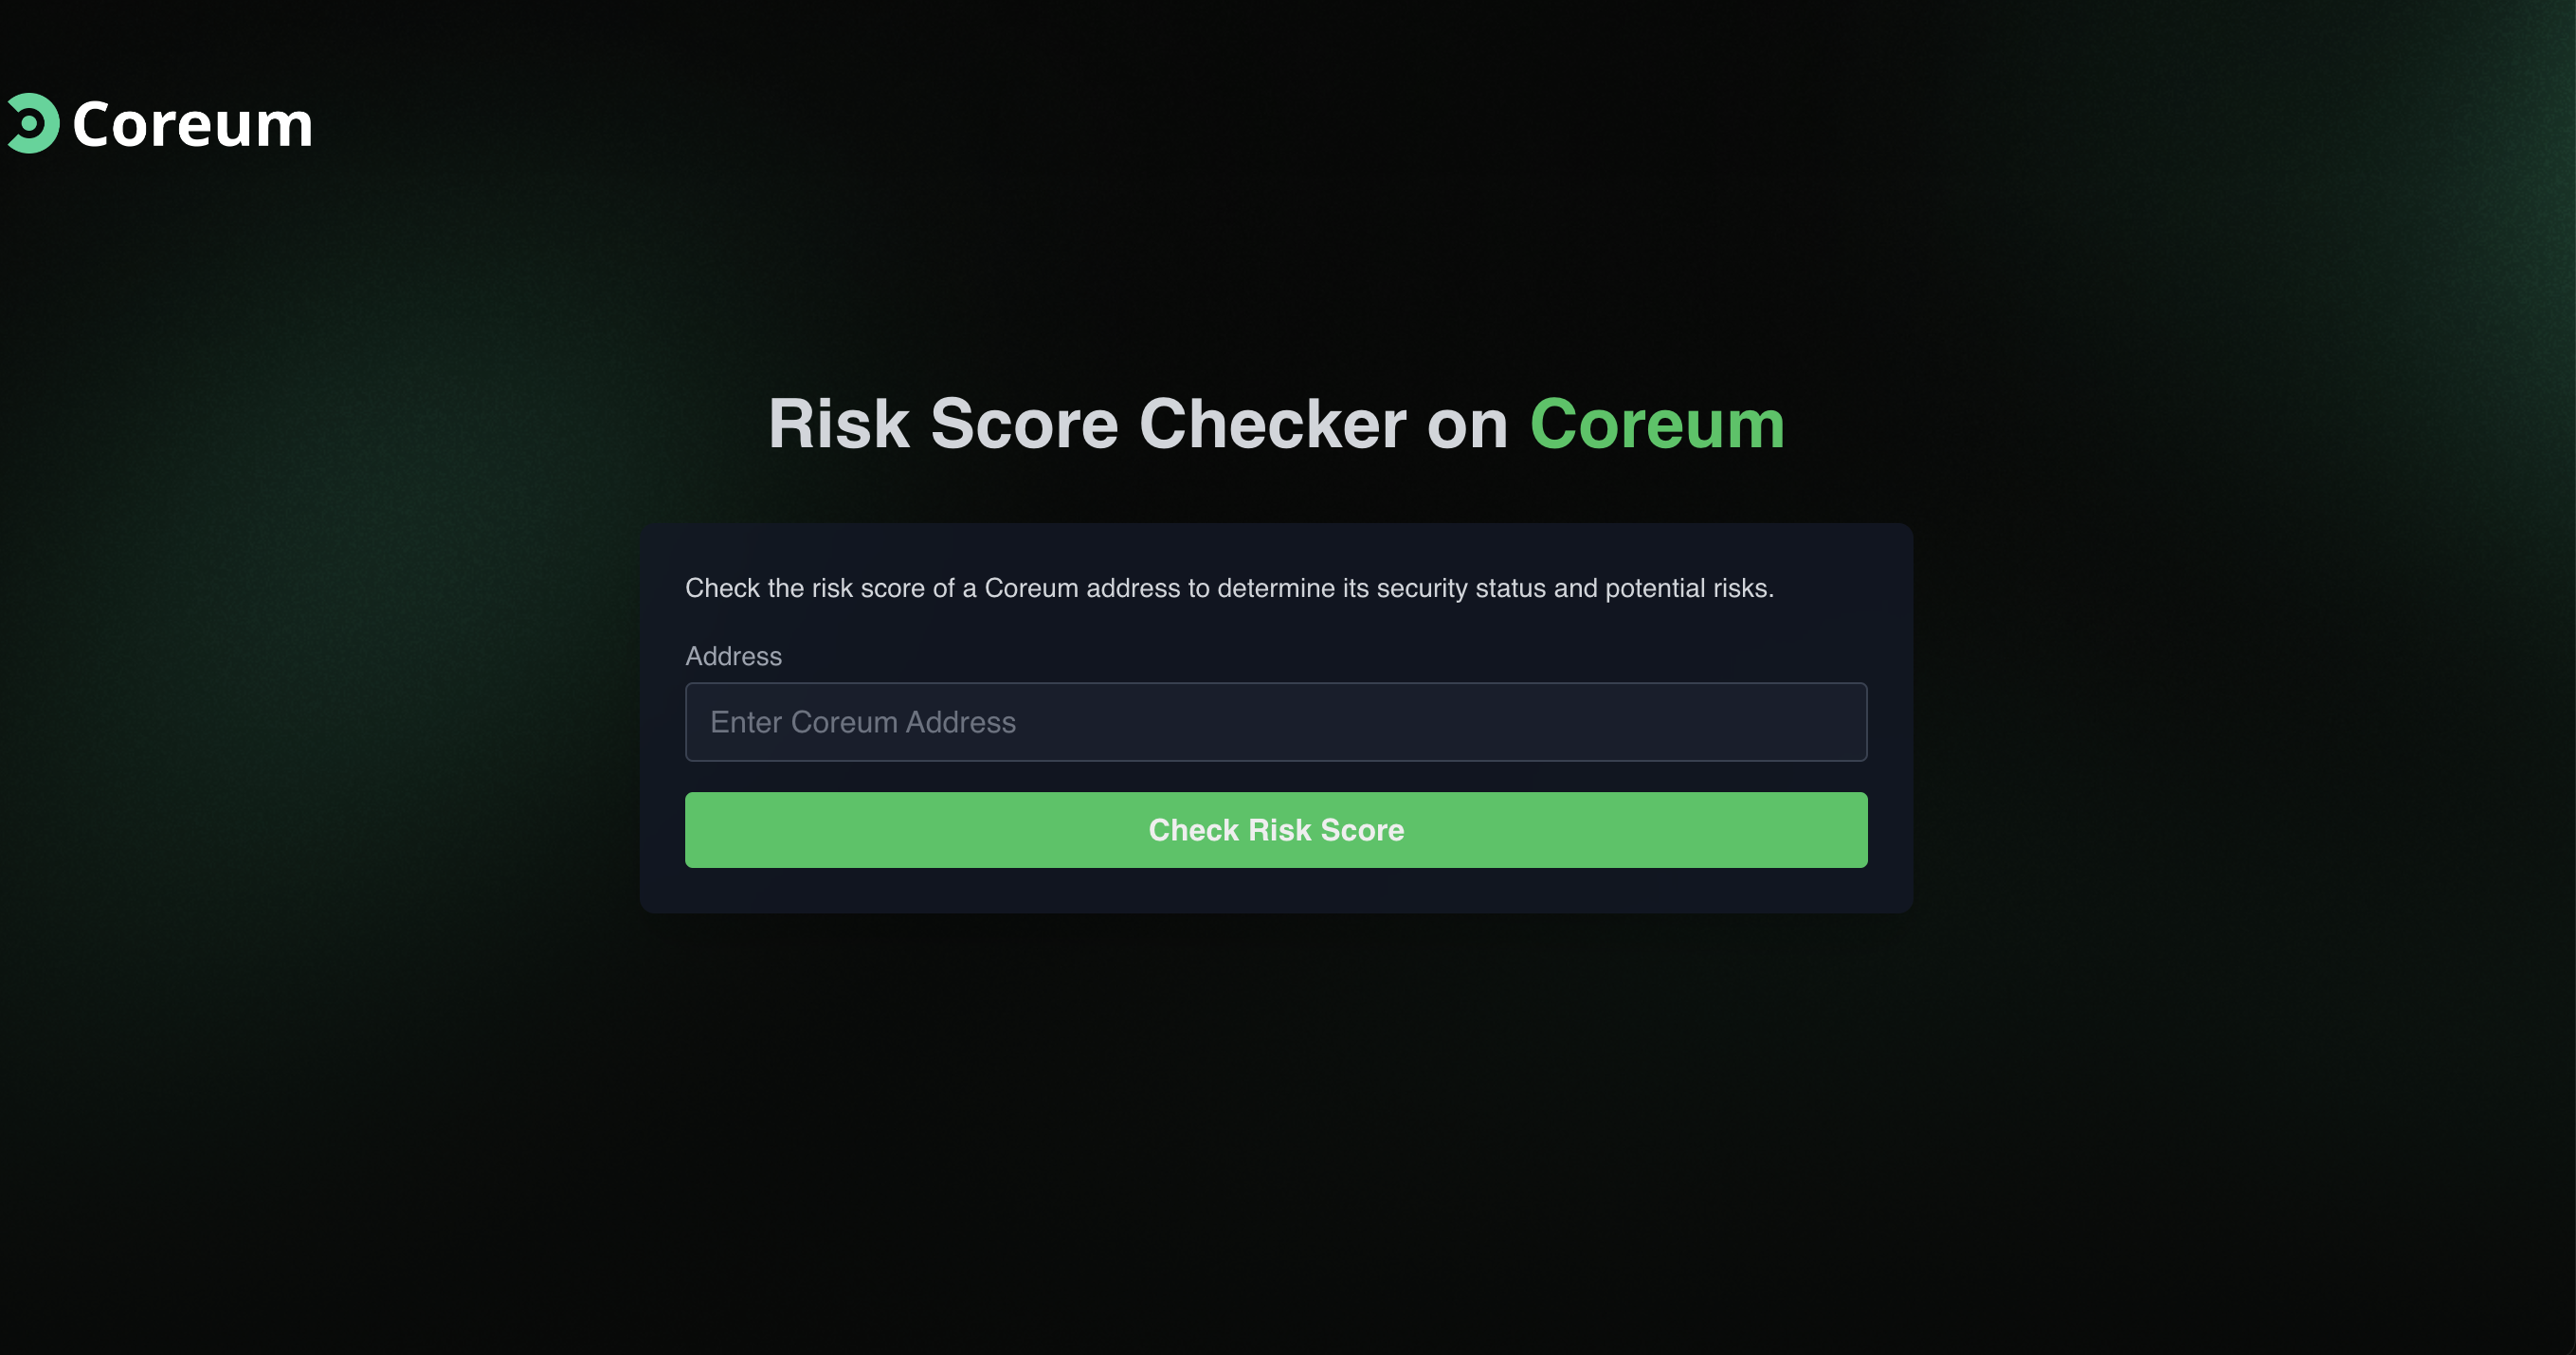 Coreum
Risk Score Checker on Coreum
Check the risk score of a Coreum address to determine its security status and potential risks.
Address
Enter Coreum Address
Check Risk Score